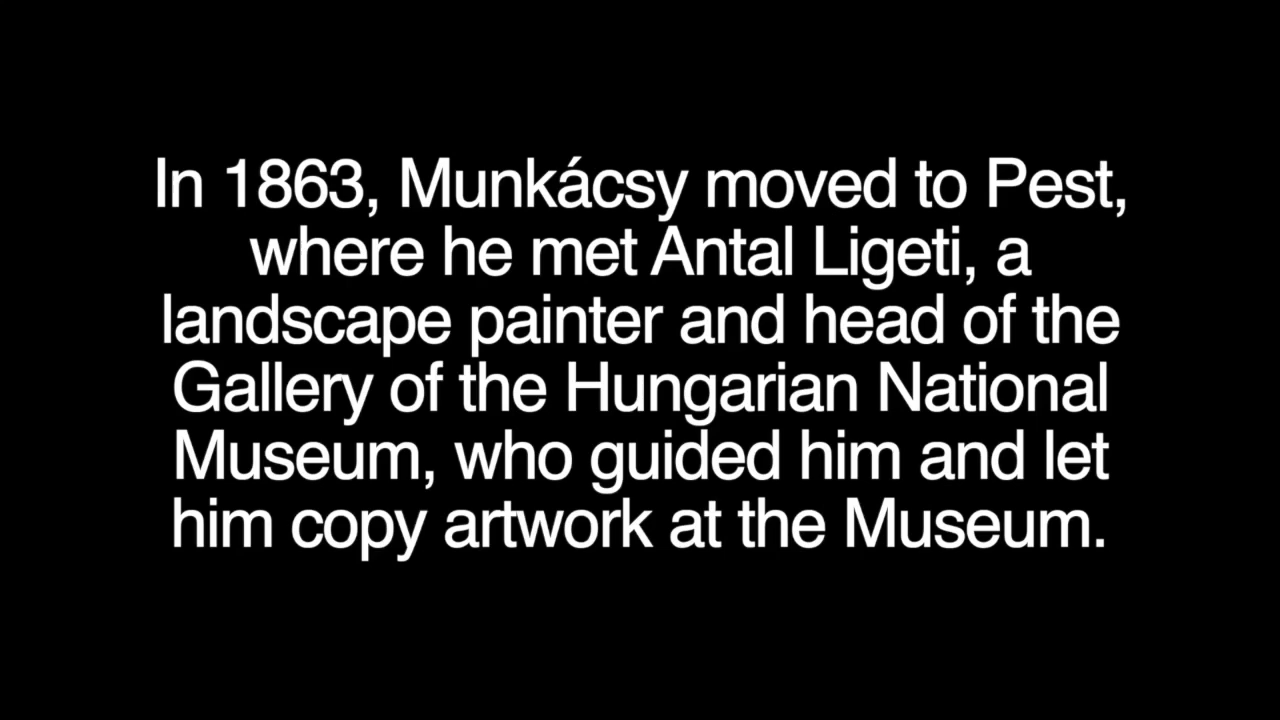 In 1863, Munkácsy moved to Pest,
where he met Antal Ligeti, a
landscape painter and head of the
Gallery of the Hungarian National
Museum, who guided him and let
him copy artwork at the Museum.